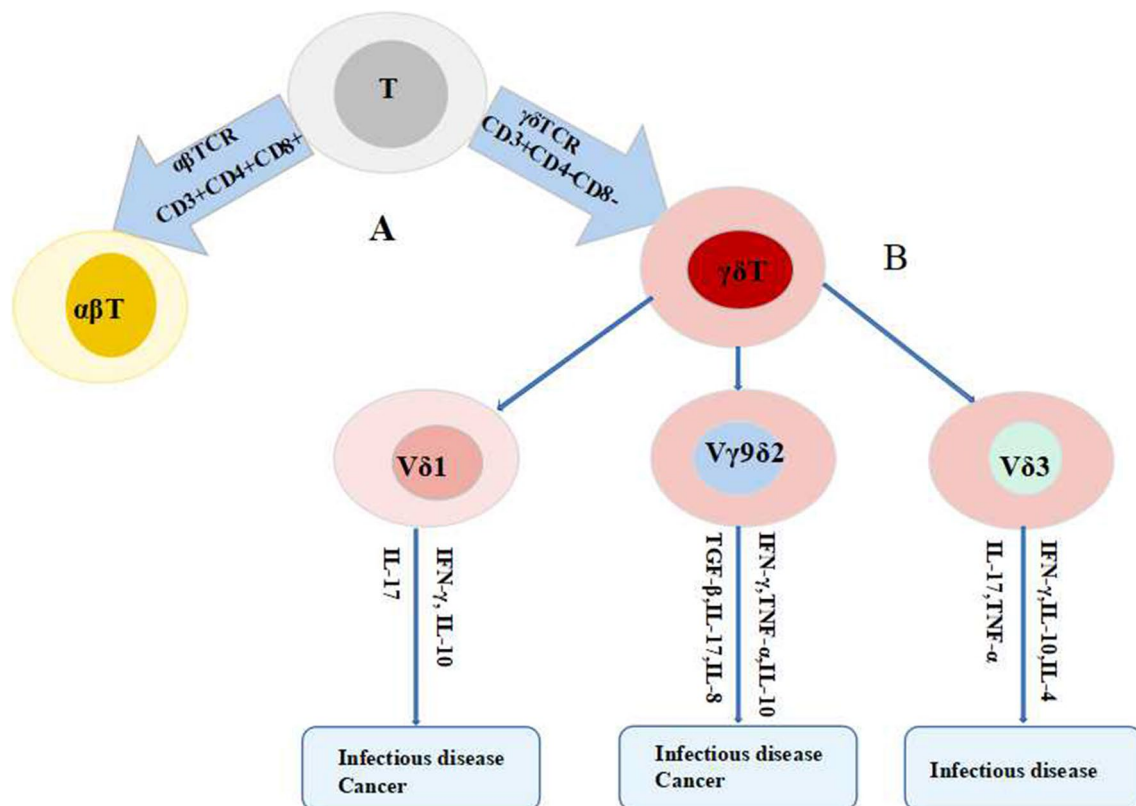 T
αβTCR
CD3+CD4+CD8+
γδTCR
CD3+CD4-CD8-
A
B
αβT
γδT
Vδ1
Vγ9δ2
Vδ3
IFN-γ, IL-10
IL-17
IFN-γ,TNF-α,IL-10
TGF-β,IL-17,IL-8
IFN-γ,IL-10,IL-4
IL-17,TNF-α
Infectious disease
Cancer
Infectious disease
Cancer
Infectious disease